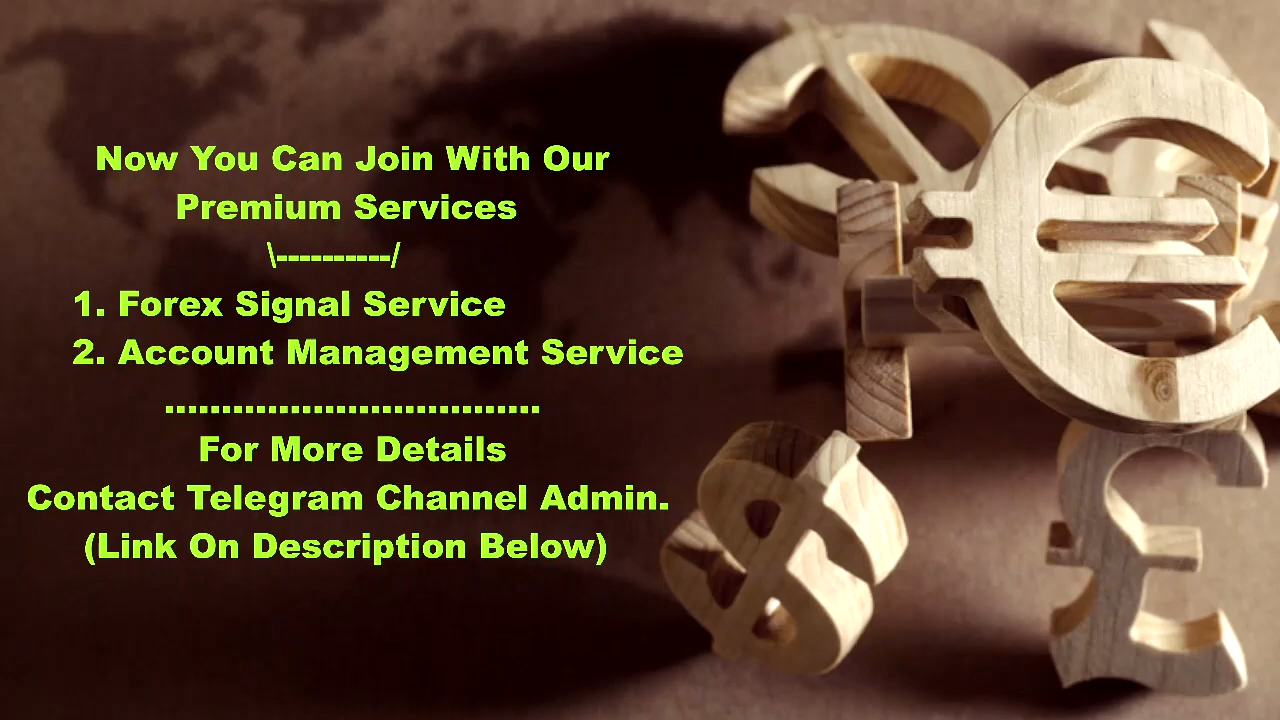 Now You Can Join With Our
Premium Services
\----------/
1. Forex Signal Service
2. Account Management Service
.................................
For More Details
Contact Telegram Channel Admin.
(Link On Description Below)